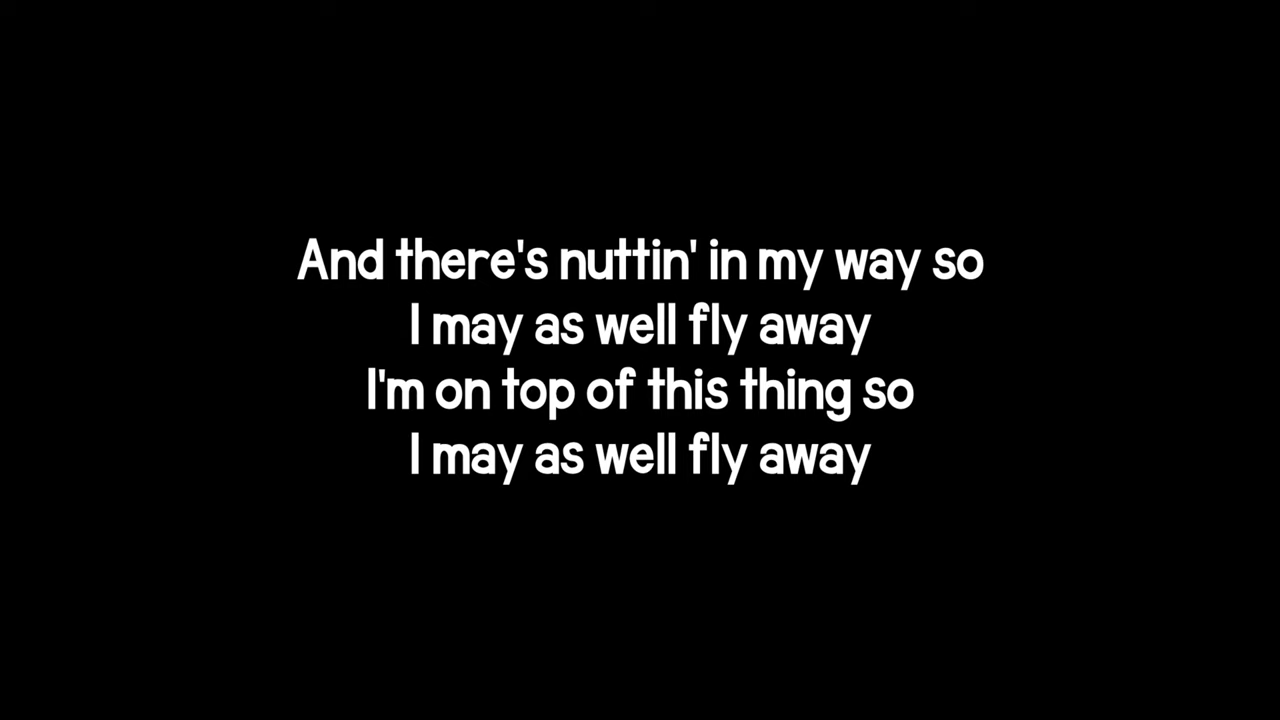 And there's nuttin' in my way so
I may as well fly away
I'm on top of this thing so
I may as well fly away